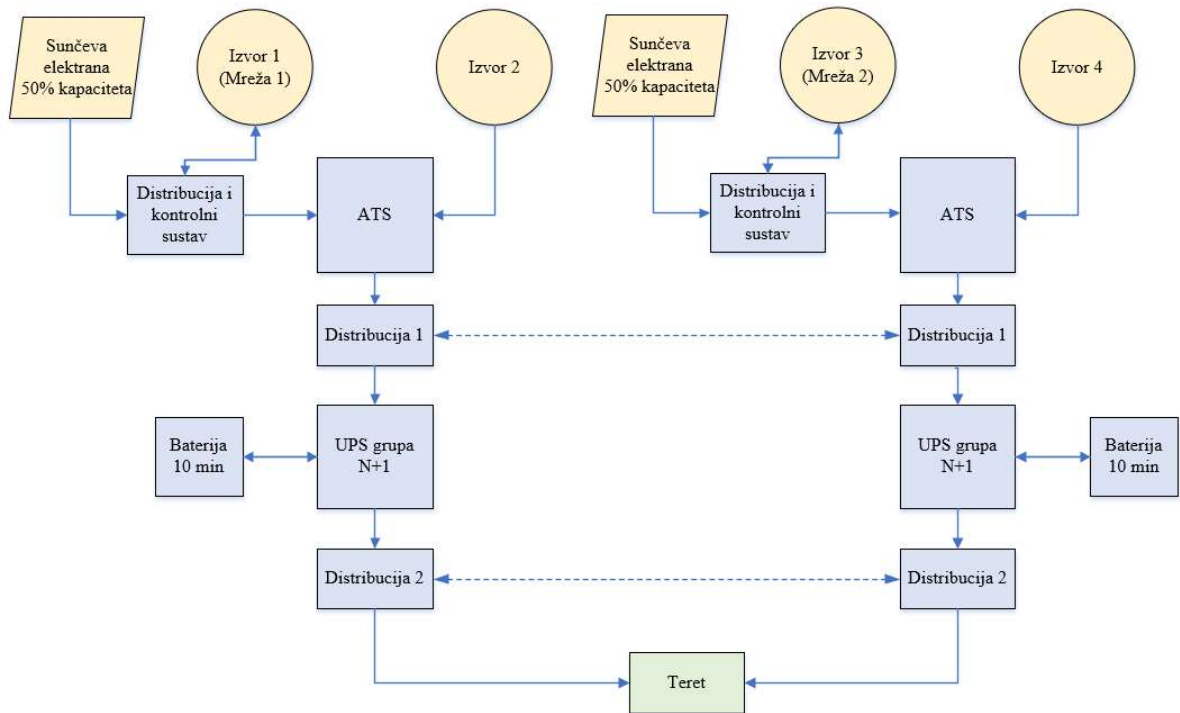 Sunčeva
elektrana
50% kapaciteta
Izvor 1
(Mreža 1)
Izvor 2
Sunčeva
elektrana
50% kapaciteta
Izvor 3
(Mreža 2)
Izvor 4
Distribucija i
kontrolni
sustav
ATS
Distribucija i
kontrolni
sustav
ATS
Distribucija 1
Distribucija 1
Baterija
10 min
UPS grupa
N+1
UPS grupa
N+1
Baterija
10 min
Distribucija 2
Distribucija 2
Teret